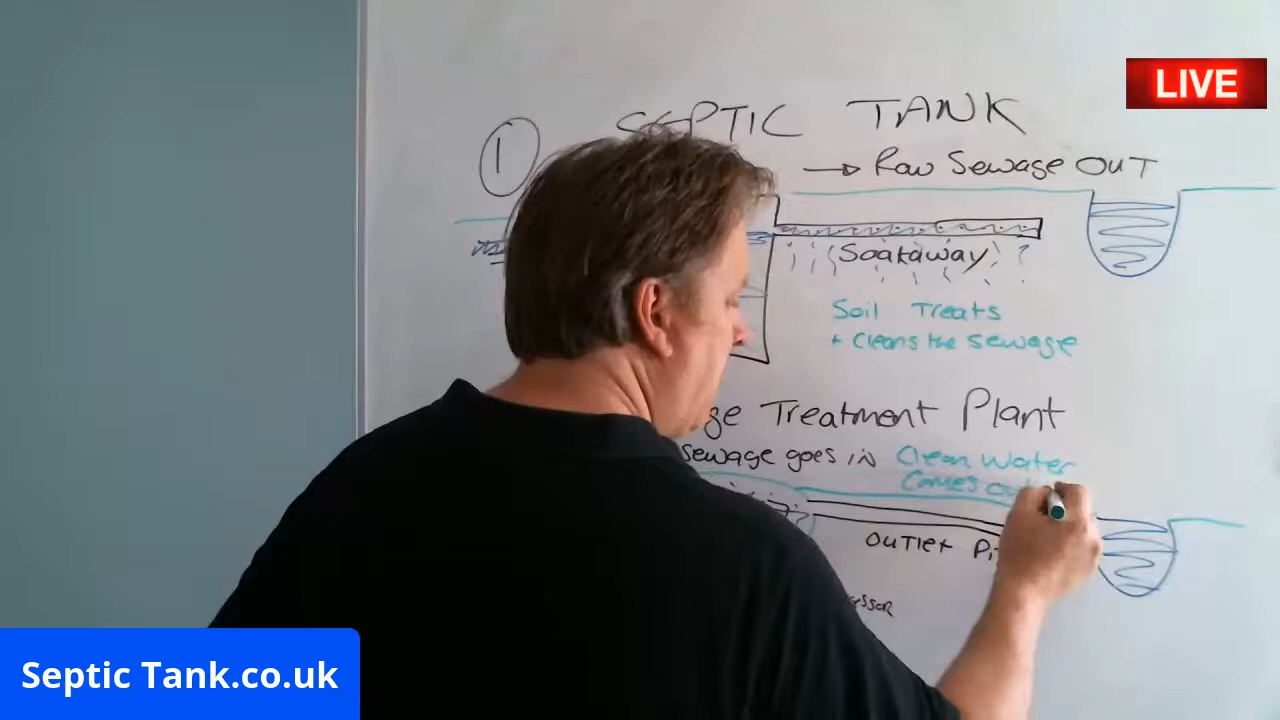 LIVE
SEPTIC TANK
1
Raw Sewage OUT
Soakaway
Soil Treats
+ Cleans the Sewage
Treatment Plant
sewage goes in Clean Water
Comes
OUTLET
Septic Tank.co.uk